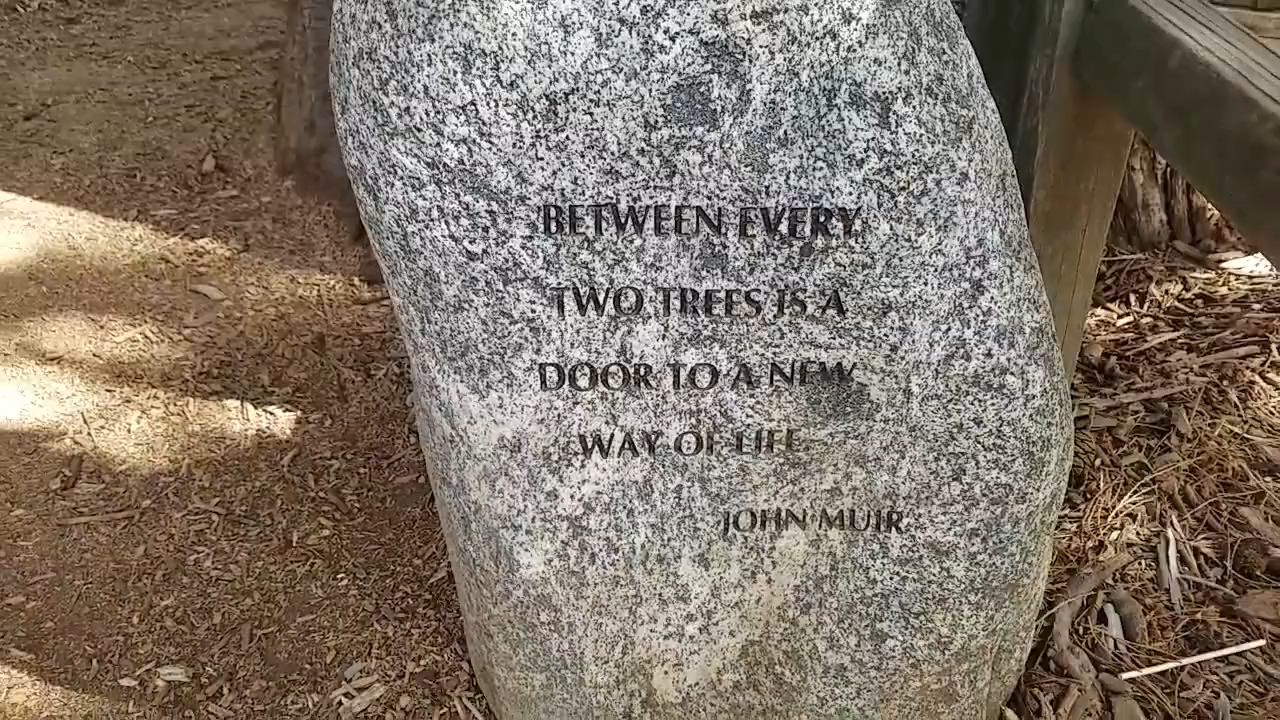 BETWEEN EVERY
TWO TREES IS A
DOOR TO A NEW
WAY OF LIFE
JOHN MUIR